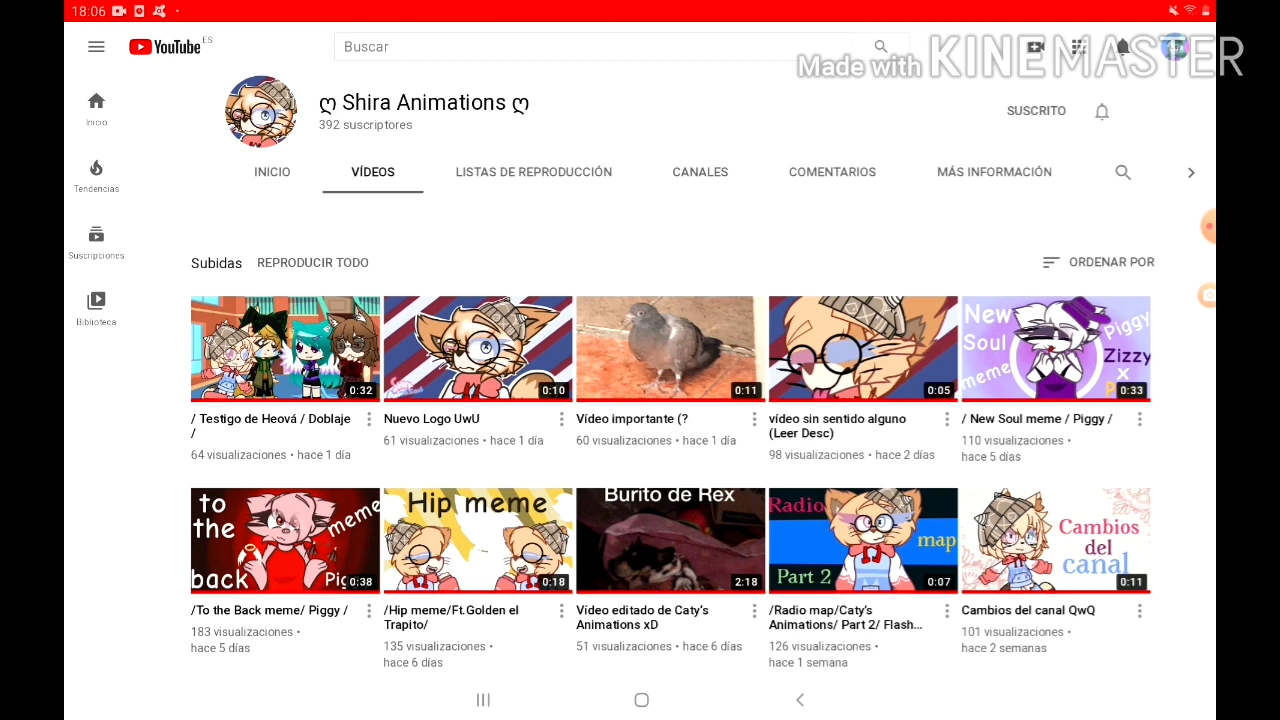 18:06
YouTube ES
Buscar
Made with KINEMASTER
ღ Shira Animations ღ
392 suscriptores
SUSCRITO
Inicio
Tendencias
Suscripciones
Biblioteca
INICIO
VÍDEOS
LISTAS DE REPRODUCCIÓN
CANALES
COMENTARIOS
MÁS INFORMACIÓN
Subidas
REPRODUCIR TODO
ORDENAR POR
0:32
/ Testigo de Heová / Doblaje
/
64 visualizaciones • hace 1 día
0:10
Nuevo Logo UwU
61 visualizaciones • hace 1 día
0:11
Vídeo importante (?
60 visualizaciones • hace 1 día
0:05
vídeo sin sentido alguno
(Leer Desc)
98 visualizaciones • hace 2 días
New
Soul
meme
Piggy
Zizzy
x
P
0:33
/ New Soul meme / Piggy /
110 visualizaciones •
hace 5 días
to
the
back
meme
Pig
0:38
/To the Back meme/ Piggy /
183 visualizaciones •
hace 5 días
Hip meme
0:18
/Hip meme/Ft.Golden el
Trapito/
135 visualizaciones •
hace 6 días
Burito de Rex
2:18
Vídeo editado de Caty's
Animations xD
51 visualizaciones • hace 6 días
Radio
map
Part 2
0:07
/Radio map/Caty's
Animations/ Part 2/ Flash...
126 visualizaciones •
hace 1 semana
Cambios
del
canal
0:11
Cambios del canal QwQ
101 visualizaciones •
hace 2 semanas